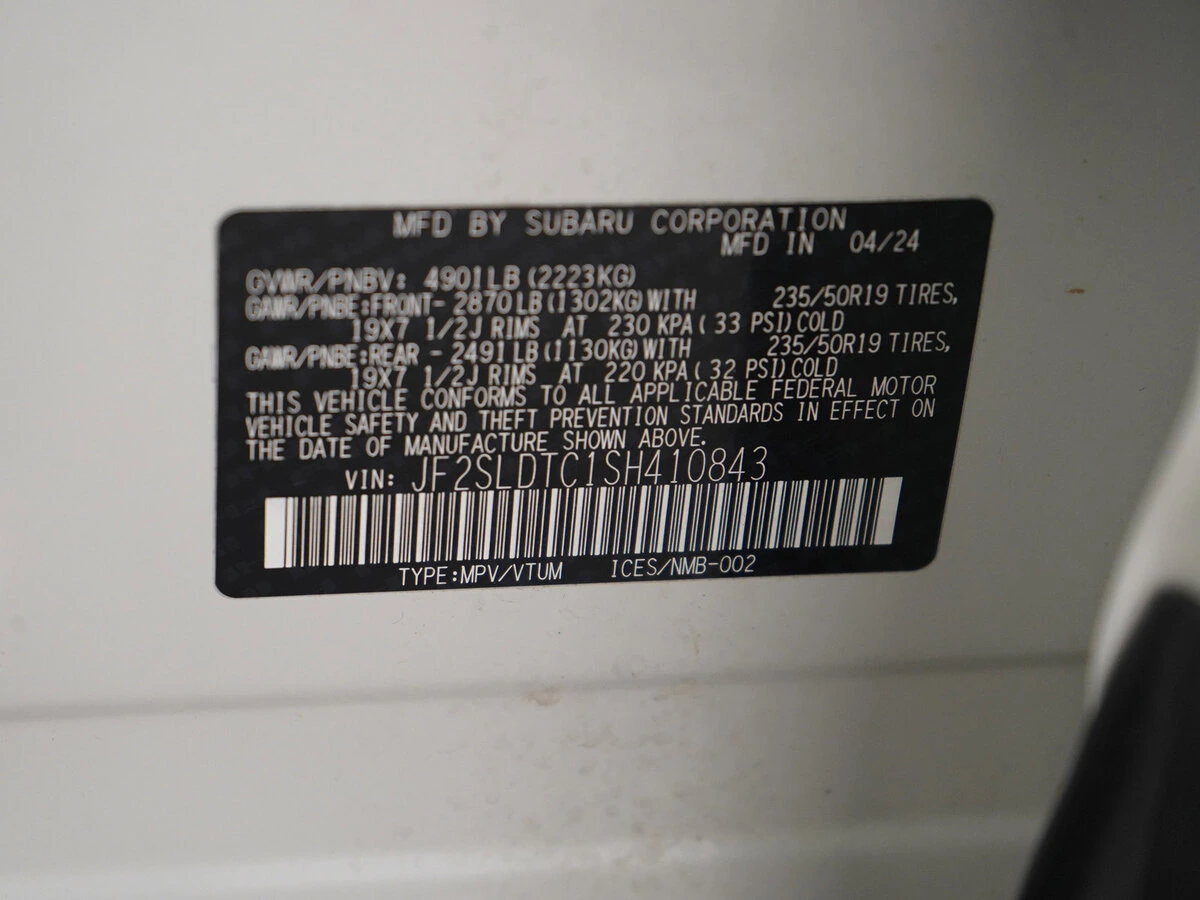 MFD BY SUBARU CORPORATION
MFD IN 04/24
GVWR/PNBV: 4901LB (2223KG)
GAWR/PNBE:FRONT- 2870LB(1302KG)WITH 235/50R19 TIRES,
19X7 1/2J RIMS AT 230 KPA( 33 PSI)COLD
GAWR/PNBE:REAR - 2491LB(1130KG)WITH 235/50R19 TIRES,
19X7 1/2J RIMS AT 220 KPA( 32 PSI)COLD
THIS VEHICLE CONFORMS TO ALL APPLICABLE FEDERAL MOTOR
VEHICLE SAFETY AND THEFT PREVENTION STANDARDS IN EFFECT ON
THE DATE OF MANUFACTURE SHOWN ABOVE.
VIN: JF2SLDTC1SH410843
TYPE:MPV/VTUM ICES/NMB-002